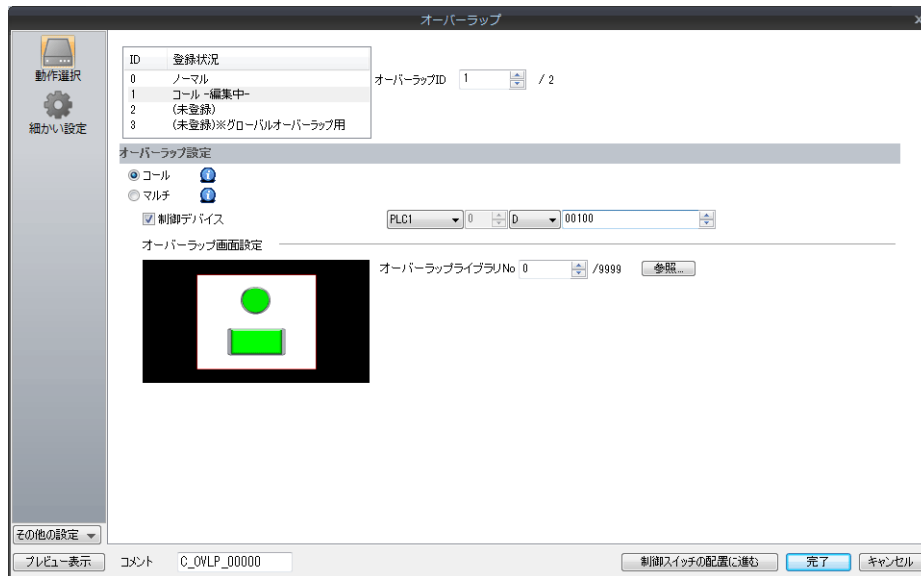 オーバーラップ
動作選択
細かい設定
ID 登録状況
0 ノーマル
1 コール -編集中-
2 (未登録)
3 (未登録)※グローバルオーバーラップ用
オーバーラップID 1 / 2
オーバーラップ設定
コール
マルチ
制御デバイス PLC1 0 D 00100
オーバーラップ画面設定
オーバーラップライブラリNo 0 /9999 参照...
その他の設定
プレビュー表示 コメント C_OVLP_00000 制御スイッチの配置に進む 完了 キャンセル